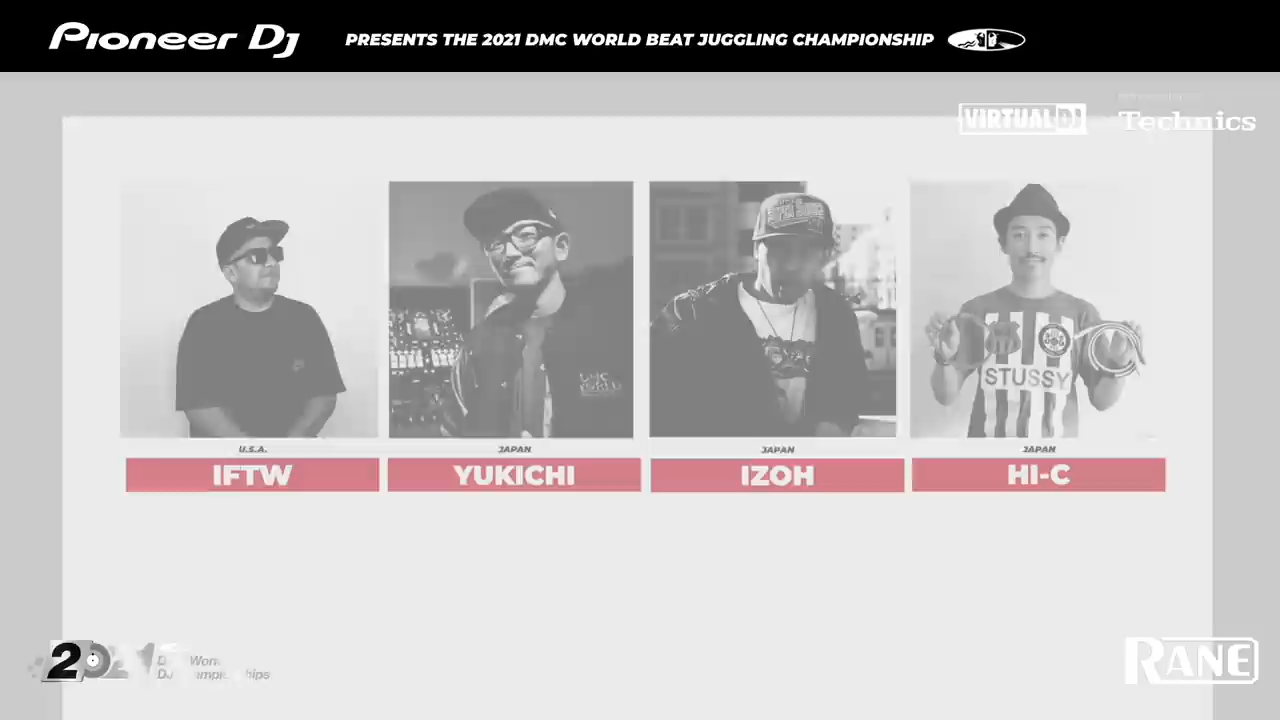 Pioneer DJ
PRESENTS THE 2021 DMC WORLD BEAT JUGGLING CHAMPIONSHIP
VIRTUAL DJ
Technics
STUSSY
U.S.A.
IFTW
JAPAN
YUKICHI
JAPAN
IZOH
JAPAN
HI-C
RANE